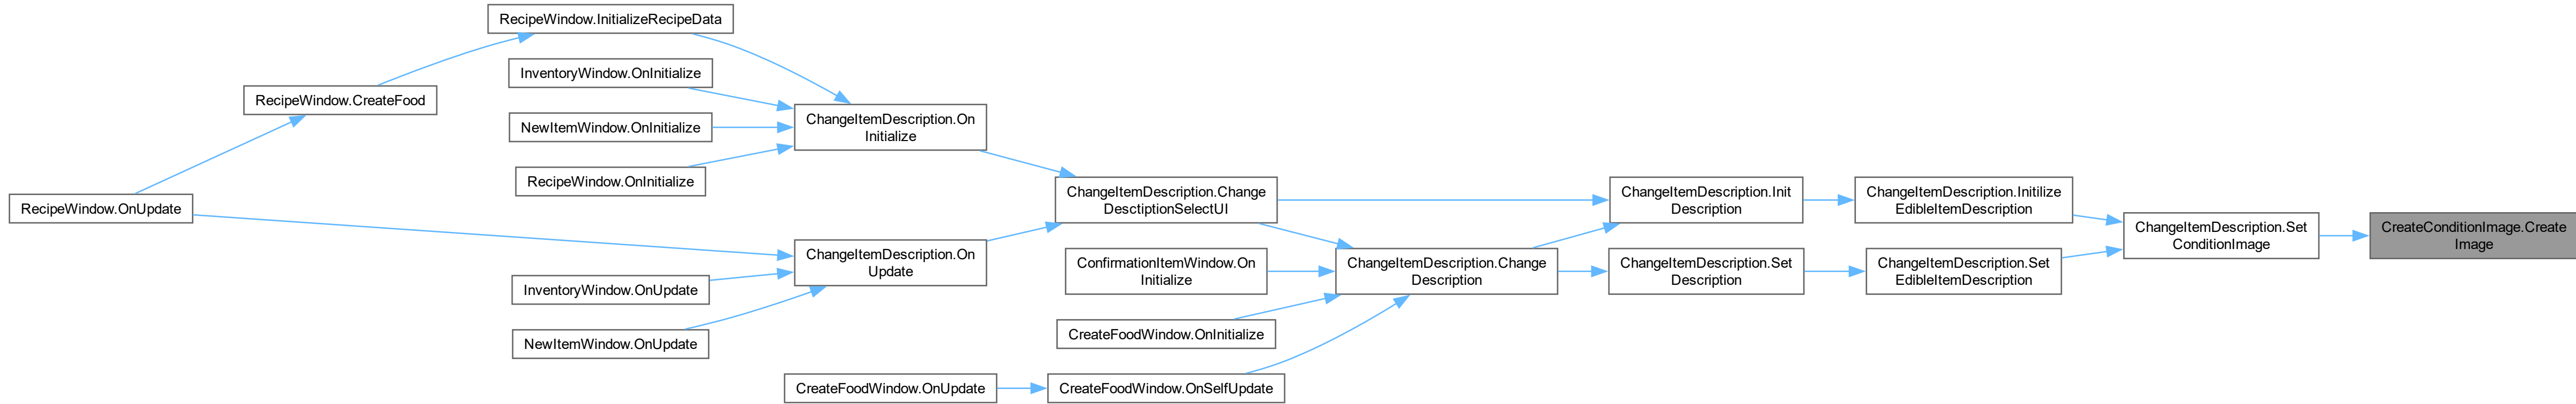 RecipeWindow.InitializeRecipeData
InventoryWindow.OnInitialize
RecipeWindow.CreateFood
ChangeItemDescription.On
Initialize
NewItemWindow.OnInitialize
RecipeWindow.OnInitialize
RecipeWindow.OnUpdate
ChangeItemDescription.Change
DesctiptionSelectUI
ChangeItemDescription.Init
Description
ChangeItemDescription.Initilize
EdibleItemDescription
ChangeItemDescription.Set
ConditionImage
CreateConditionImage.Create
Image
ChangeItemDescription.On
Update
ConfirmationItemWindow.On
Initialize
ChangeItemDescription.Change
Description
ChangeItemDescription.Set
Description
ChangeItemDescription.Set
EdibleItemDescription
InventoryWindow.OnUpdate
NewItemWindow.OnUpdate
CreateFoodWindow.OnInitialize
CreateFoodWindow.OnUpdate
CreateFoodWindow.OnSelfUpdate